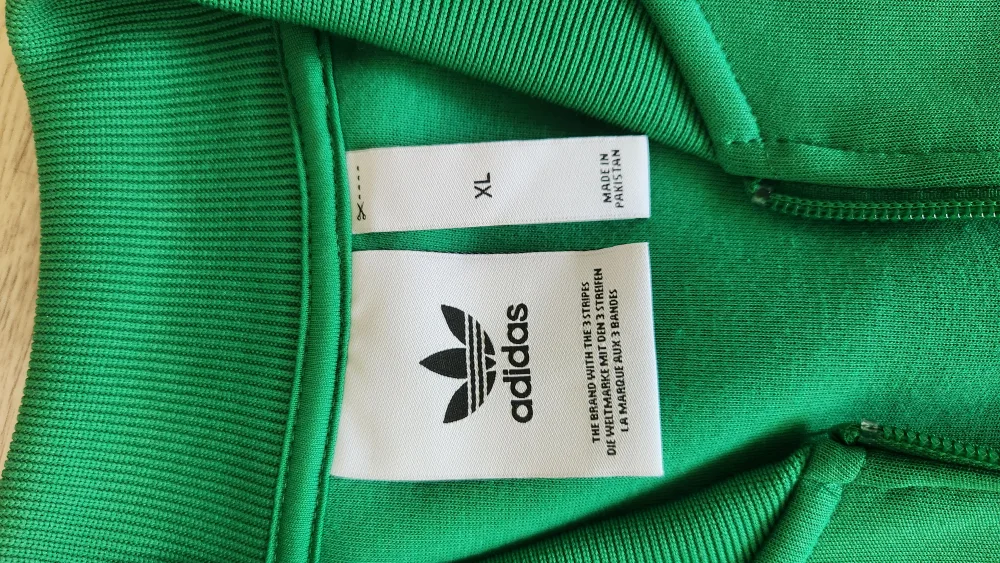 XL
MADE IN
PAKISTAN
adidas
THE BRAND WITH THE 3 STRIPES
DIE WELTMARKE MIT DEN 3 STREIFEN
LA MARQUE AUX 3 BANDES